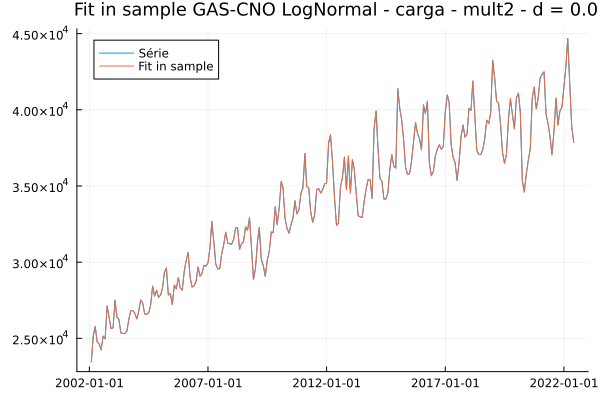 Fit in sample GAS-CNO LogNormal - carga - mult2 - d = 0.0
Série
Fit in sample
4.50×10⁴
4.00×10⁴
3.50×10⁴
3.00×10⁴
2.50×10⁴
2002-01-01 2007-01-01 2012-01-01 2017-01-01 2022-01-01